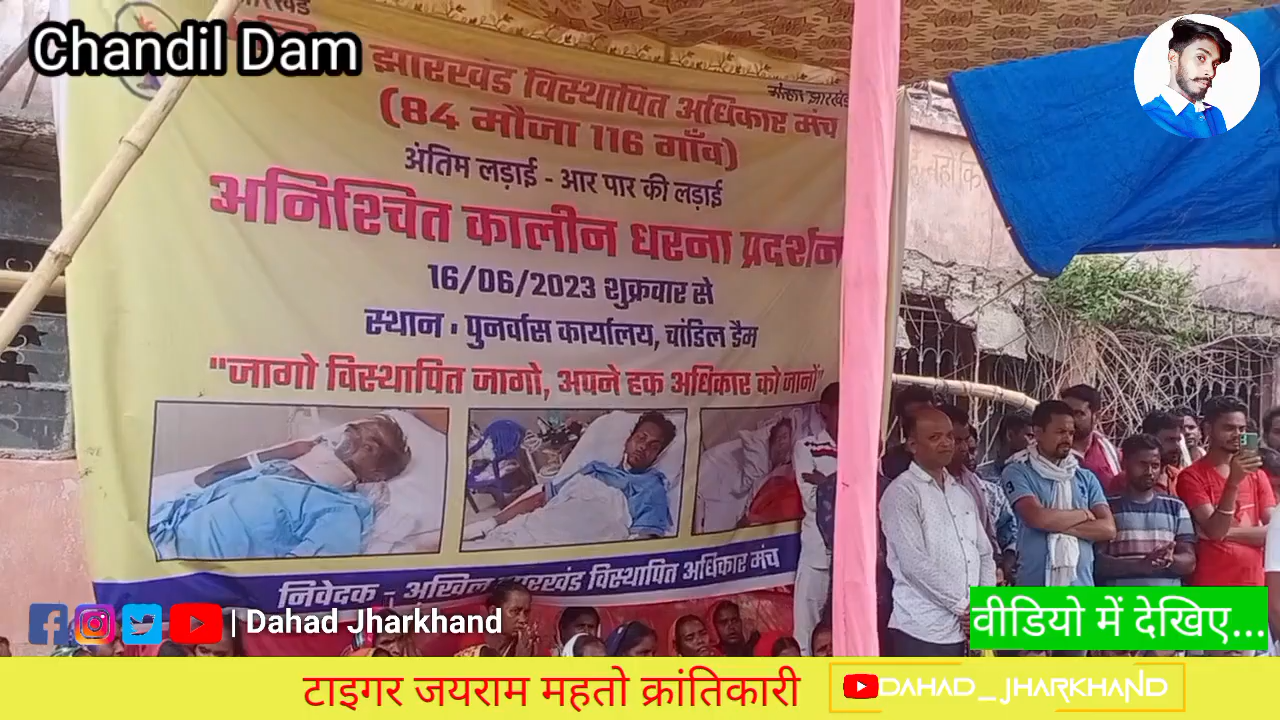 Chandil Dam
झारखंड विस्थापित अधिकार मंच
(84 मौजा 116 गाँव)
अंतिम लड़ाई - आर पार की लड़ाई
अनिश्चित कालीन धरना प्रदर्शन
16/06/2023 शुक्रवार से
स्थान : पुनर्वास कार्यालय, चांडिल डैम
"जागो विस्थापित जागो, अपने हक अधिकार को जानो"
निवेदक - अखिल झारखंड विस्थापित अधिकार मंच
| Dahad Jharkhand
वीडियो में देखिए...
टाइगर जयराम महतो क्रांतिकारी
DAHAD_JHARKHAND